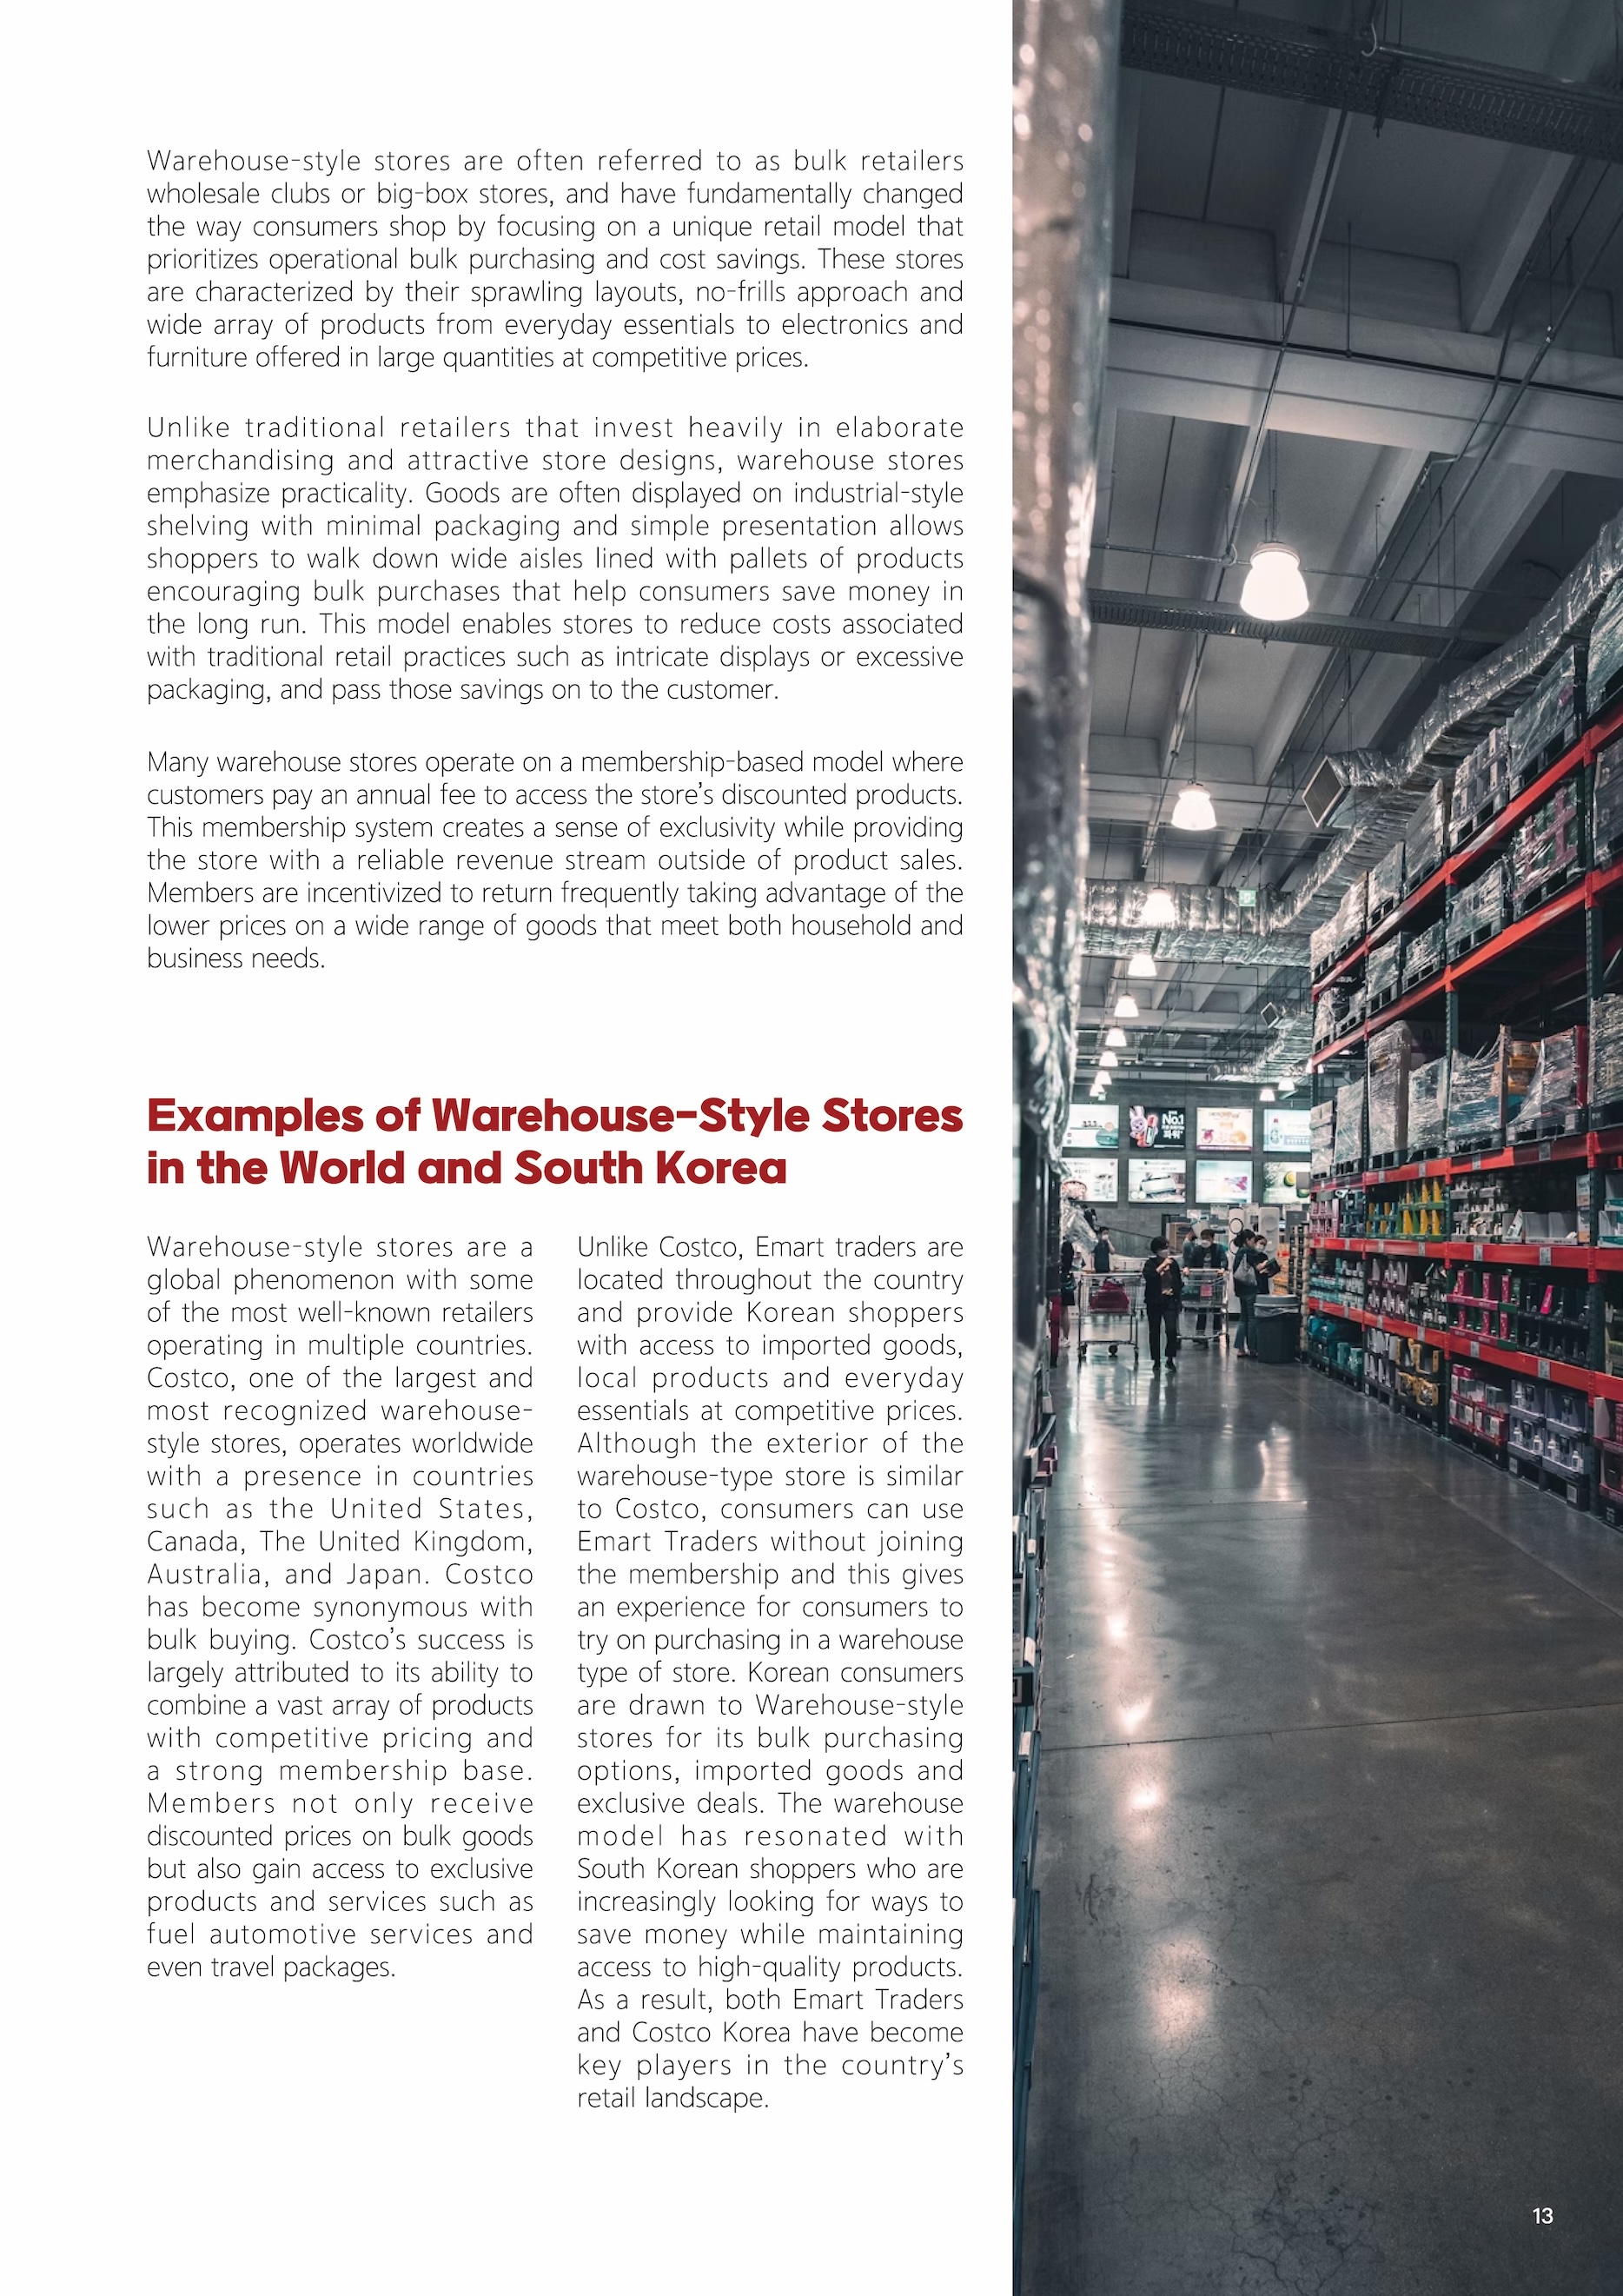 Warehouse-style stores are often referred to as bulk retailers
wholesale clubs or big-box stores, and have fundamentally changed
the way consumers shop by focusing on a unique retail model that
prioritizes operational bulk purchasing and cost savings. These stores
are characterized by their sprawling layouts, no-frills approach and
wide array of products from everyday essentials to electronics and
furniture offered in large quantities at competitive prices.
Unlike traditional retailers that invest heavily in elaborate
merchandising and attractive store designs, warehouse stores
emphasize practicality. Goods are often displayed on industrial-style
shelving with minimal packaging and simple presentation allows
shoppers to walk down wide aisles lined with pallets of products
encouraging bulk purchases that help consumers save money in
the long run. This model enables stores to reduce costs associated
with traditional retail practices such as intricate displays or excessive
packaging, and pass those savings on to the customer.
Many warehouse stores operate on a membership-based model where
customers pay an annual fee to access the store's discounted products.
This membership system creates a sense of exclusivity while providing
the store with a reliable revenue stream outside of product sales.
Members are incentivized to return frequently taking advantage of the
lower prices on a wide range of goods that meet both household and
business needs.
Examples of Warehouse-Style Stores
in the World and South Korea
Warehouse-style stores are a
global phenomenon with some
of the most well-known retailers
operating in multiple countries.
Costco, one of the largest and
most recognized warehouse-
style stores, operates worldwide
with a presence in countries
such as the United States,
Canada, The United Kingdom,
Australia, and Japan. Costco
has become synonymous with
bulk buying. Costco's success is
largely attributed to its ability to
combine a vast array of products
with competitive pricing and
a strong membership base.
Members not only receive
discounted prices on bulk goods
but also gain access to exclusive
products and services such as
fuel automotive services and
even travel packages.
Unlike Costco, Emart traders are
located throughout the country
and provide Korean shoppers
with access to imported goods,
local products and everyday
essentials at competitive prices.
Although the exterior of the
warehouse-type store is similar
to Costco, consumers can use
Emart Traders without joining
the membership and this gives
an experience for consumers to
try on purchasing in a warehouse
type of store. Korean consumers
are drawn to Warehouse-style
stores for its bulk purchasing
options, imported goods and
exclusive deals. The warehouse
model has resonated with
South Korean shoppers who are
increasingly looking for ways to
save money while maintaining
access to high-quality products.
As a result, both Emart Traders
and Costco Korea have become
key players in the country's
retail landscape.
No.1
13